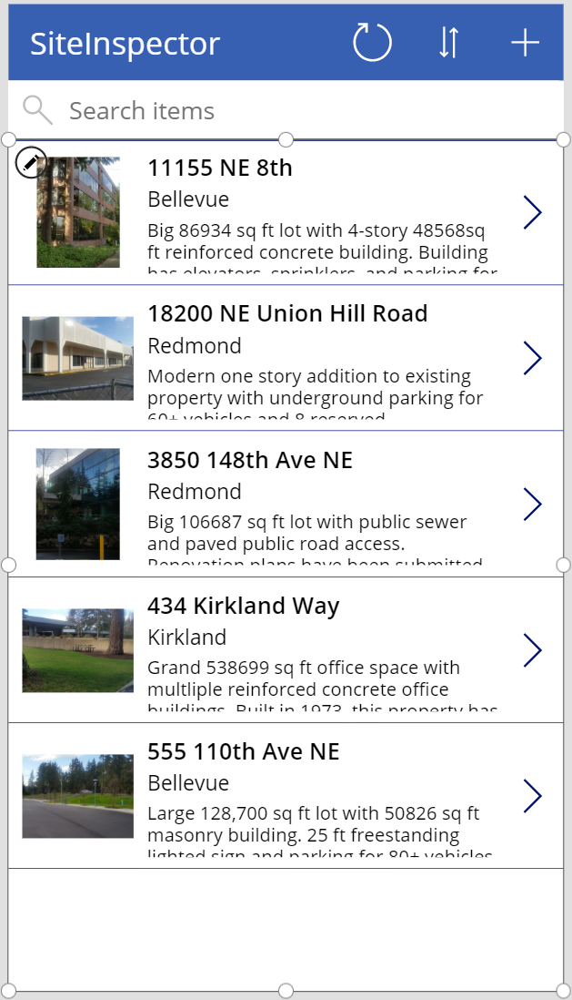 SiteInspector
Search items
11155 NE 8th
Bellevue
Big 86934 sq ft lot with 4-story 48568sq
ft reinforced concrete building. Building
has elevators, sprinklers, and parking for
18200 NE Union Hill Road
Redmond
Modern one story addition to existing
property with underground parking for
60+ vehicles and 8 reserved
3850 148th Ave NE
Redmond
Big 106687 sq ft lot with public sewer
and paved public road access.
Renovation plans have been submitted
434 Kirkland Way
Kirkland
Grand 538699 sq ft office space with
multliple reinforced concrete office
buildings. Built in 1973, this property has
555 110th Ave NE
Bellevue
Large 128,700 sq ft lot with 50826 sq ft
masonry building. 25 ft freestanding
lighted sign and parking for 80+ vehicles